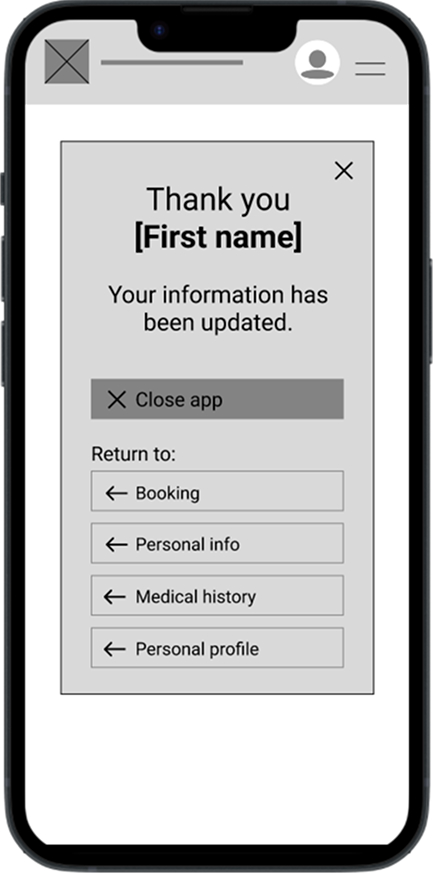 Thank you
[First name]
Your information has
been updated.
Close app
Return to:
Booking
Personal info
Medical history
Personal profile